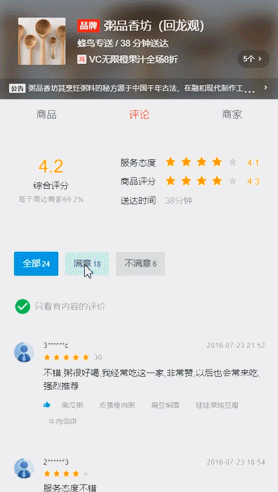 品牌 粥品香坊（回龙观）
蜂鸟专送 / 38 分钟送达
减 VC无限橙果汁全场8折
5个 >
公告 粥品香坊其烹饪粥料的秘方源于中国千年古法，在融和现代制作工... >
商品 评论 商家
4.2
综合评分
高于周边商家69.2%
服务态度 4.1
商品评分 4.3
送达时间 38分钟
全部 24 满意 18 不满意 6
只看有内容的评价
3******c 2016-07-23 21:52
30
不错,粥很好喝,我经常吃这一家,非常赞,以后也会常来吃,
强烈推荐
南瓜粥 皮蛋瘦肉粥 扁豆焖面 娃娃菜炖豆腐
牛肉馅饼
2******3 2016-07-23 18:54
服务态度不错